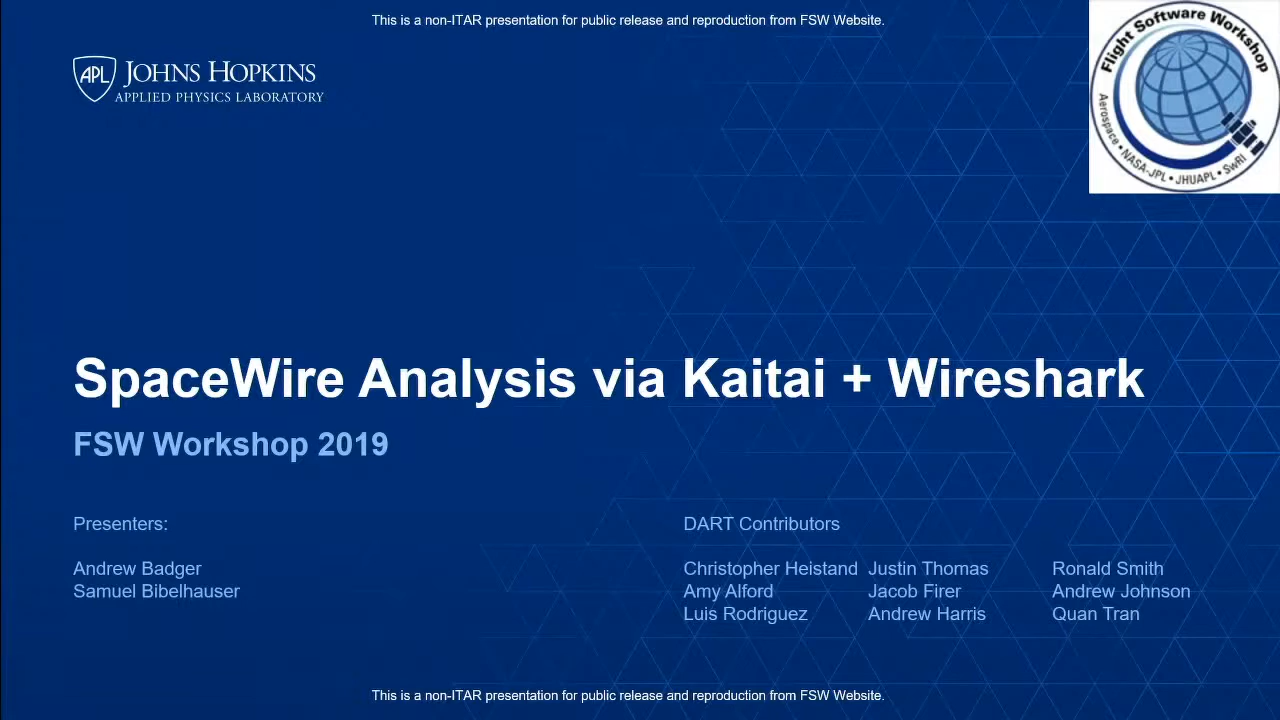 This is a non-ITAR presentation for public release and reproduction from FSW Website.
APL JOHNS HOPKINS
APPLIED PHYSICS LABORATORY
Flight Software Workshop
Aerospace • NASA-JPL • JHUAPL • SwRI
SpaceWire Analysis via Kaitai + Wireshark
FSW Workshop 2019
Presenters:
Andrew Badger
Samuel Bibelhauser
DART Contributors
Christopher Heistand Justin Thomas Ronald Smith
Amy Alford Jacob Firer Andrew Johnson
Luis Rodriguez Andrew Harris Quan Tran
This is a non-ITAR presentation for public release and reproduction from FSW Website.